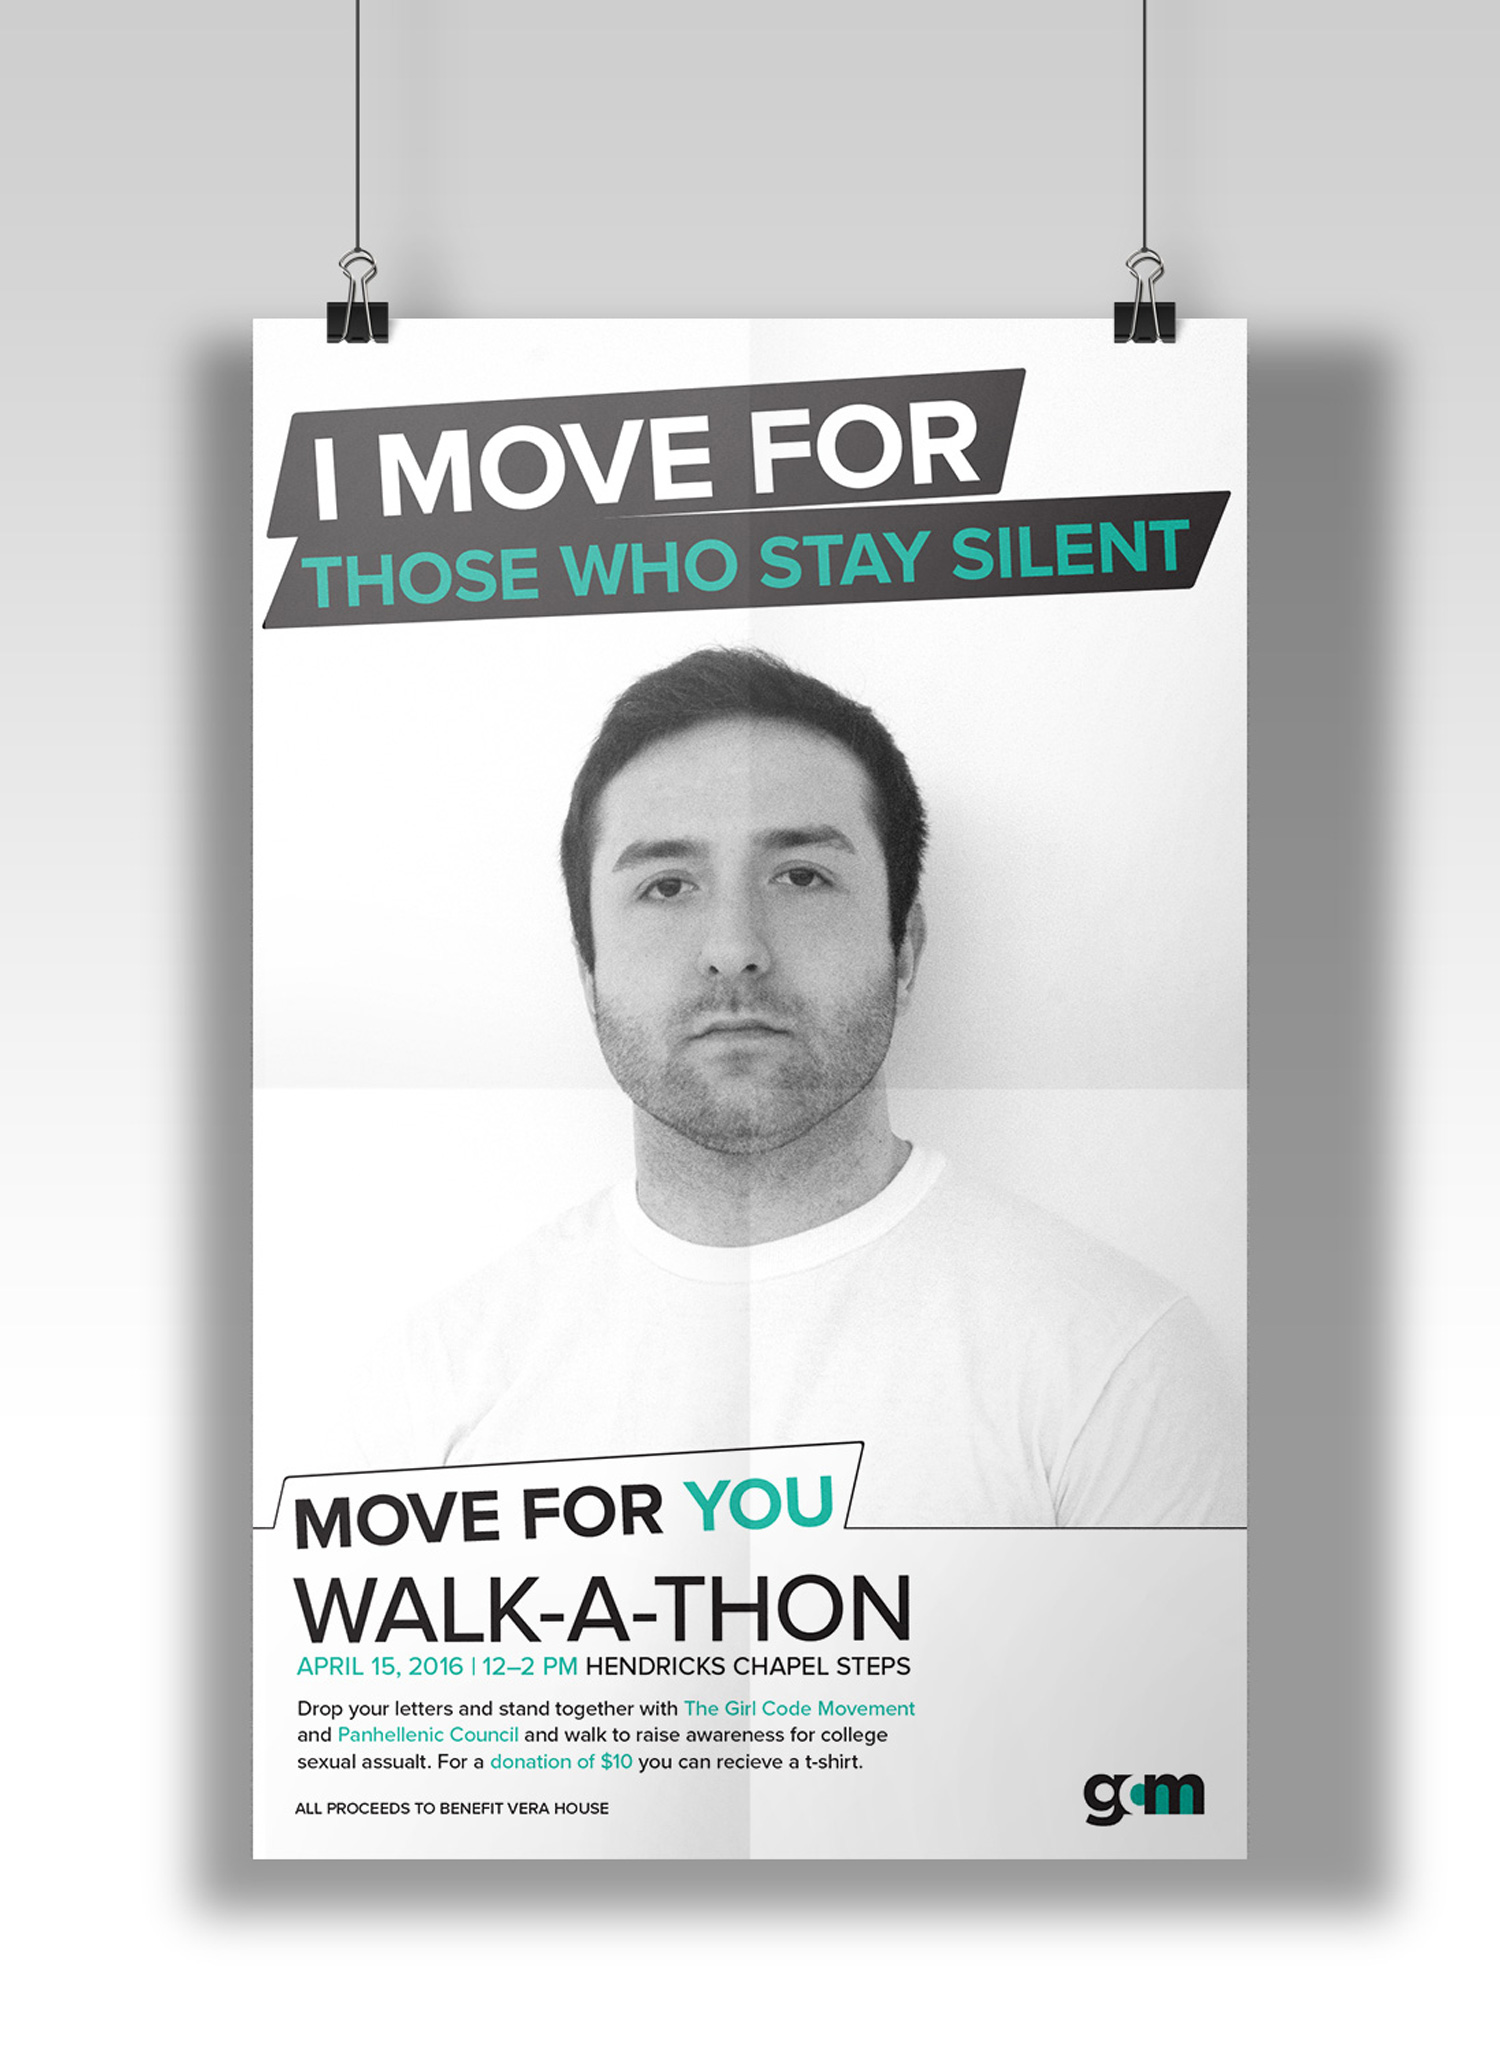 I MOVE FOR
THOSE WHO STAY SILENT
MOVE FOR YOU
WALK-A-THON
APRIL 15, 2016 | 12–2 PM HENDRICKS CHAPEL STEPS
Drop your letters and stand together with The Girl Code Movement
and Panhellenic Council and walk to raise awareness for college
sexual assualt. For a donation of $10 you can recieve a t-shirt.
ALL PROCEEDS TO BENEFIT VERA HOUSE
gcm